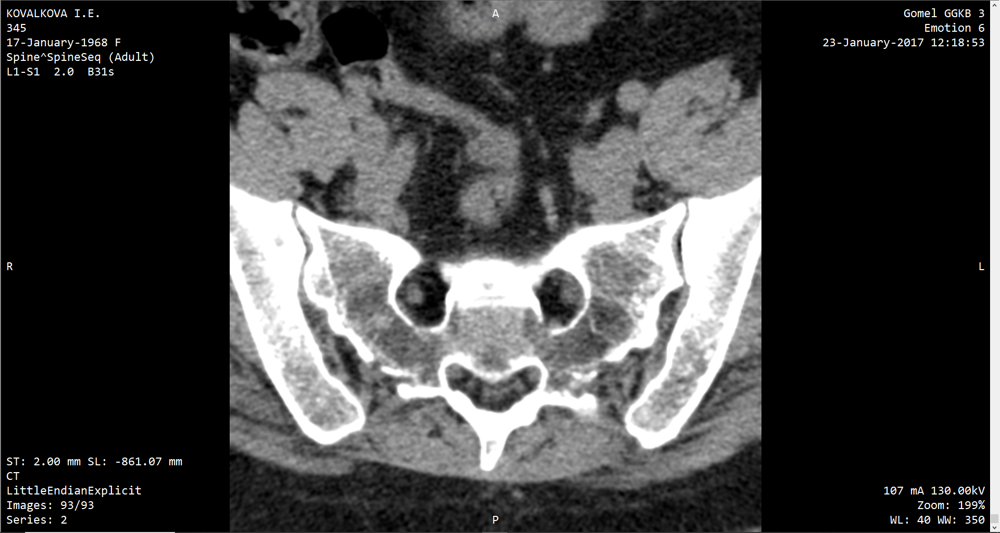 KOVALKOVA I.E.
345
17-January-1968 F
Spine^SpineSeq (Adult)
L1-S1  2.0  B31s
A
Gomel GGKB 3
Emotion 6
23-January-2017 12:18:53
R
L
ST: 2.00 mm SL: -861.07 mm
CT
LittleEndianExplicit
Images: 93/93
Series: 2
P
107 mA 130.00kV
Zoom: 199%
WL: 40 WW: 350